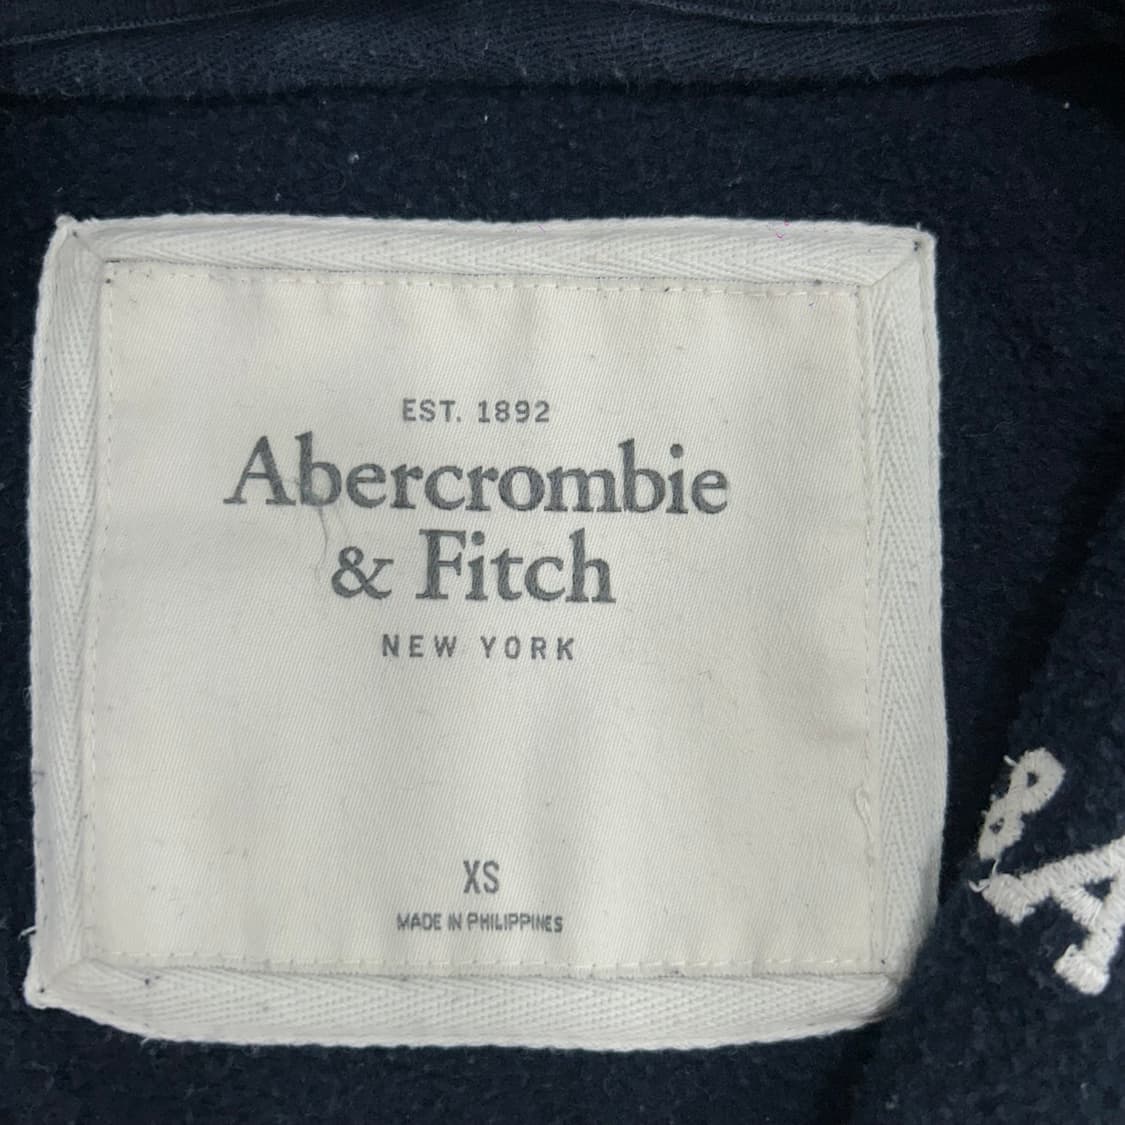 EST. 1892
Abercrombie
& Fitch
NEW YORK
XS
MADE IN PHILIPPINES
&
A